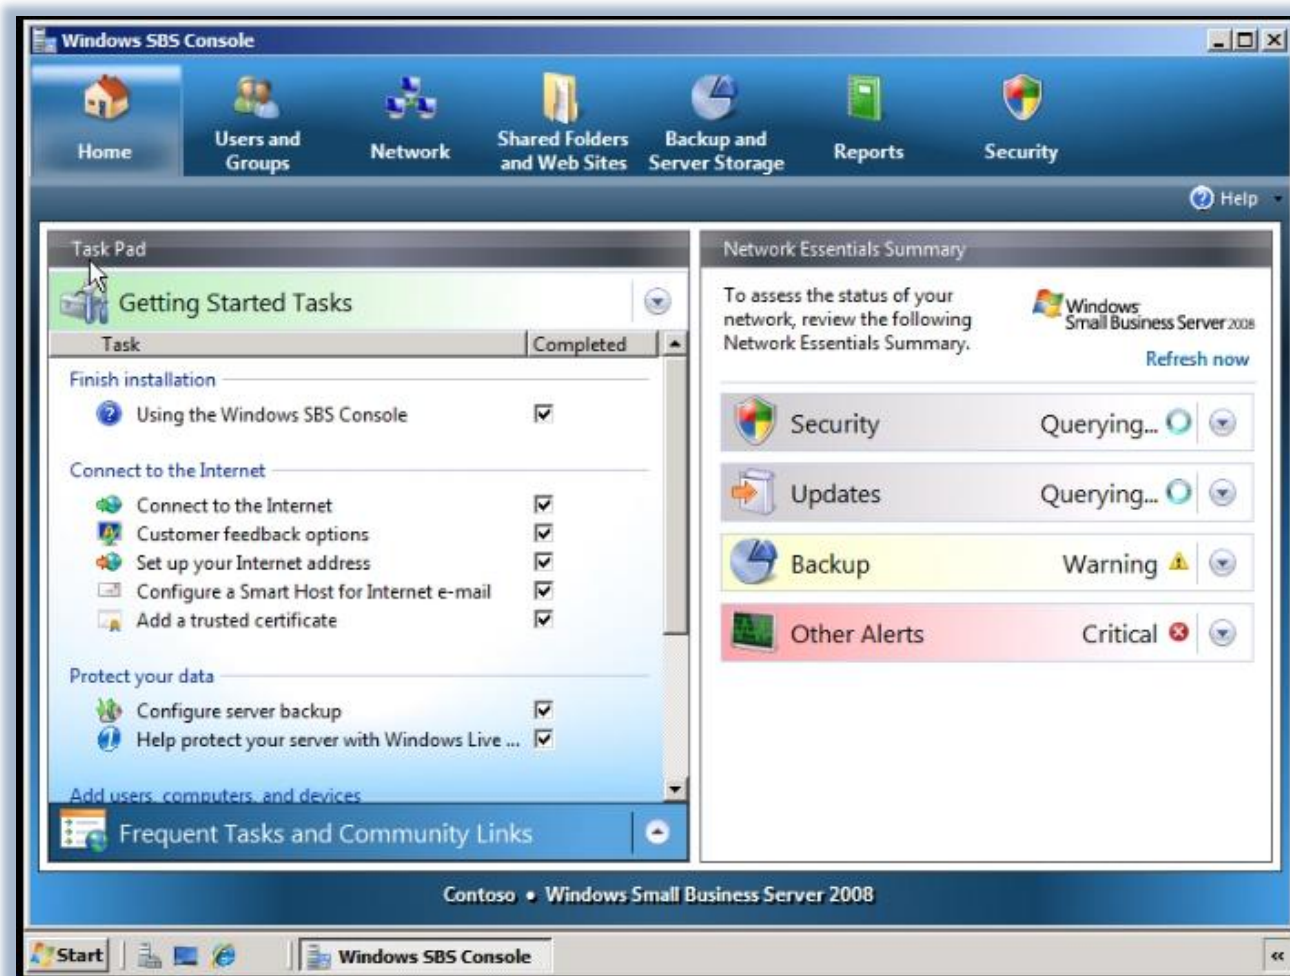 Windows SBS Console
Home
Users and
Groups
Network
Shared Folders
and Web Sites
Backup and
Server Storage
Reports
Security
Help
Task Pad
Getting Started Tasks
Task Completed
Finish installation
Using the Windows SBS Console
Connect to the Internet
Connect to the Internet
Customer feedback options
Set up your Internet address
Configure a Smart Host for Internet e-mail
Add a trusted certificate
Protect your data
Configure server backup
Help protect your server with Windows Live ...
Add users, computers, and devices
Frequent Tasks and Community Links
Network Essentials Summary
To assess the status of your
network, review the following
Network Essentials Summary.
Windows
Small Business Server 2008
Refresh now
Security Querying...
Updates Querying...
Backup Warning
Other Alerts Critical
Contoso • Windows Small Business Server 2008
Start
Windows SBS Console